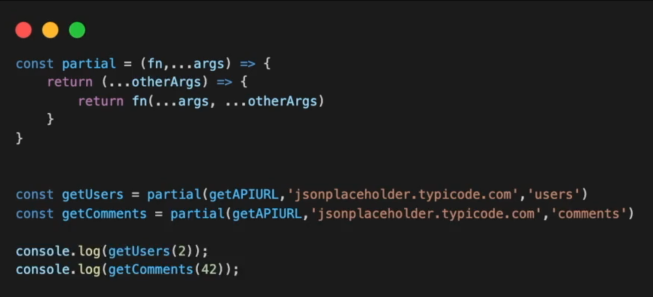 const partial = (fn,...args) => {
    return (...otherArgs) => {
        return fn(...args, ...otherArgs)
    }
}
const getUsers = partial(getAPIURL,'jsonplaceholder.typicode.com','users')
const getComments = partial(getAPIURL,'jsonplaceholder.typicode.com','comments')
console.log(getUsers(2));
console.log(getComments(42));